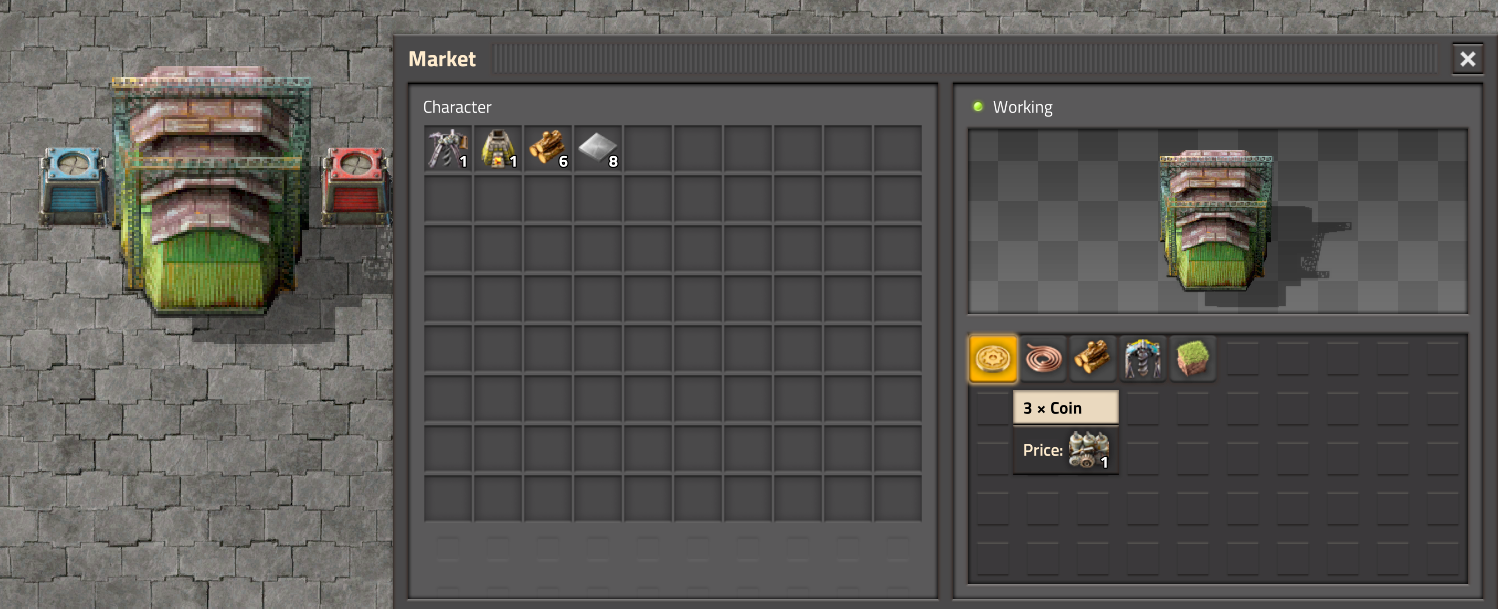 Market
Character
Working
1 1 6 8
3 × Coin
Price: 1